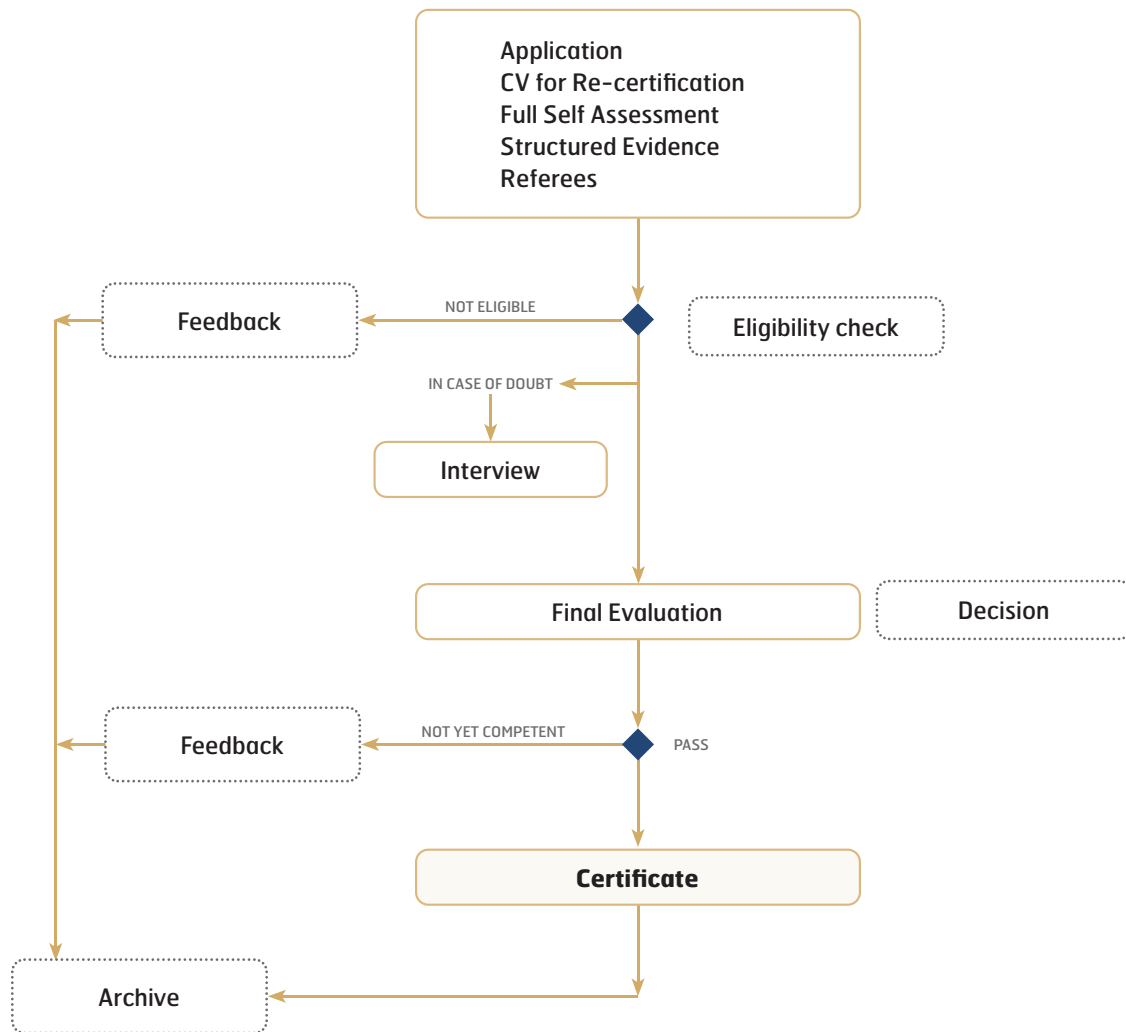 Application
CV for Re-certification
Full Self Assessment
Structured Evidence
Referees
Feedback
NOT ELIGIBLE
Eligibility check
IN CASE OF DOUBT
Interview
Final Evaluation
Decision
Feedback
NOT YET COMPETENT
PASS
Certificate
Archive